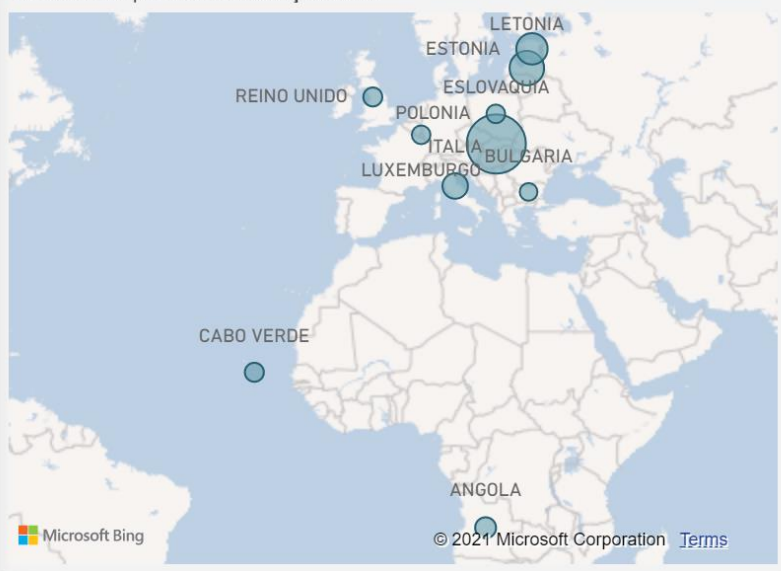 LETONIA
ESTONIA
ESLOVAQUIA
REINO UNIDO
POLONIA
ITALIA
BULGARIA
LUXEMBURGO
CABO VERDE
ANGOLA
Microsoft Bing
© 2021 Microsoft Corporation Terms